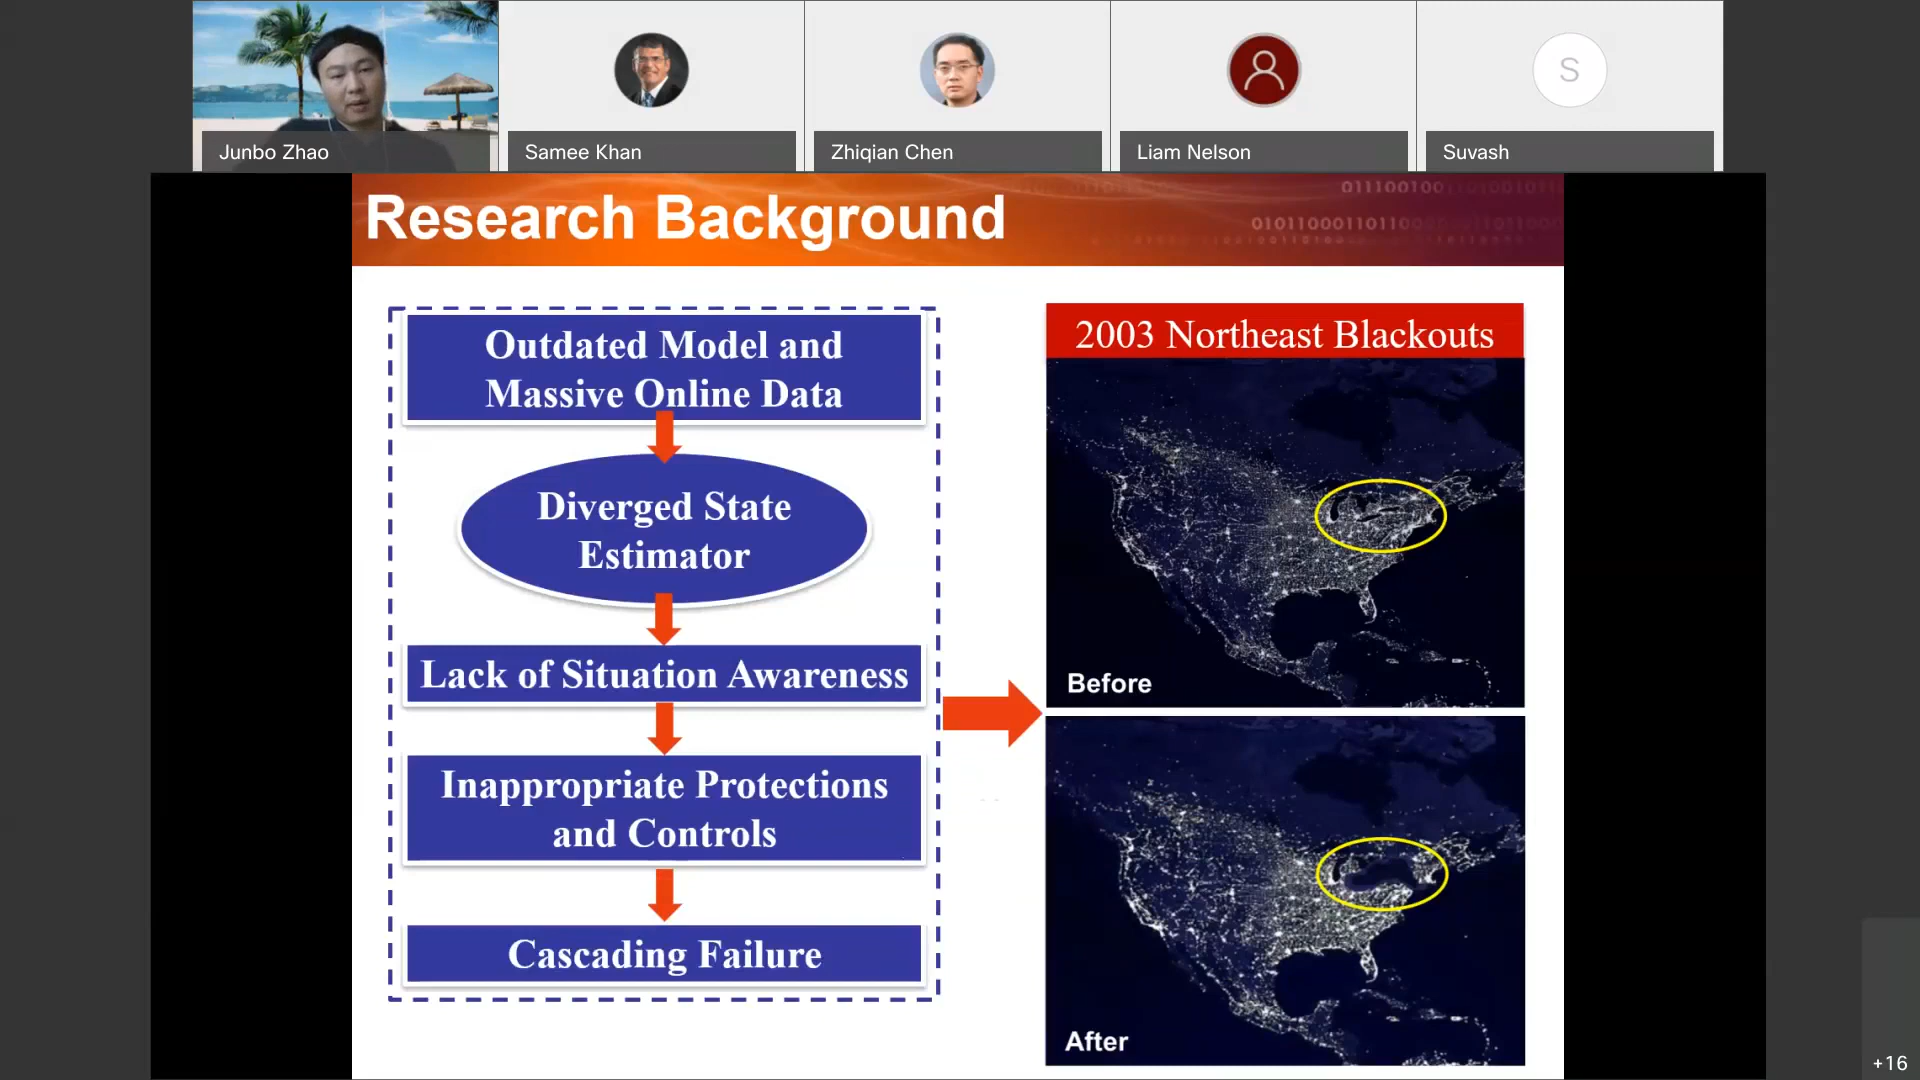 Junbo Zhao
Samee Khan
Zhiqian Chen
Liam Nelson
S
Suvash
Research Background
Outdated Model and
Massive Online Data
Diverged State
Estimator
Lack of Situation Awareness
Inappropriate Protections
and Controls
Cascading Failure
2003 Northeast Blackouts
Before
After
+16